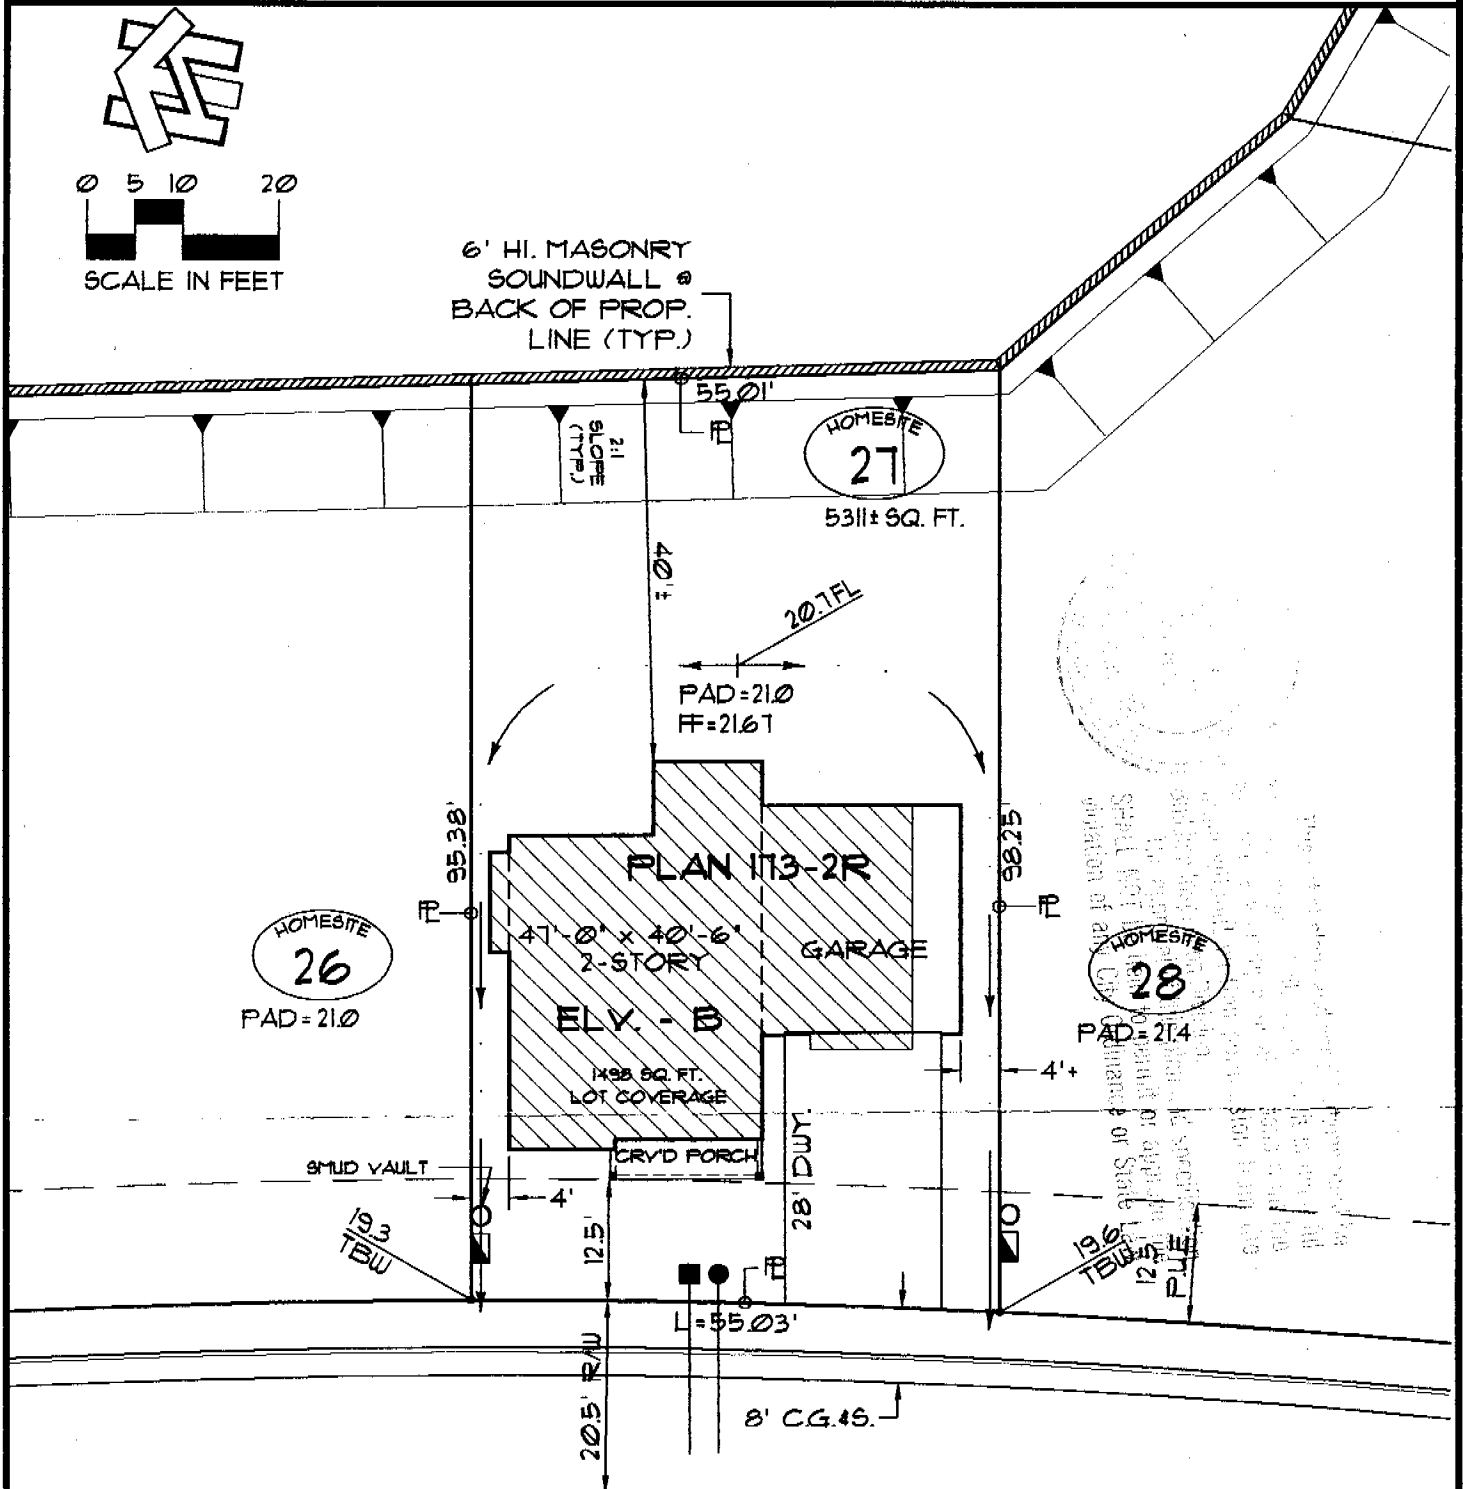 0 5 10 20
SCALE IN FEET
6' HI. MASONRY
SOUNDWALL @
BACK OF PROP.
LINE (TYP.)
55.01'
PL
2:1
SLOPE
(TYP.)
HOMESITE
27
5311± SQ. FT.
40'±
20.7FL
PAD=21.0
FF=21.67
95.38'
98.25'
PLAN 173-2R
PL
PL
47'-0" x 40'-6"
2-STORY
GARAGE
HOMESITE
26
PAD=21.0
HOMESITE
28
PAD=21.4
ELV. - B
1498 SQ. FT.
LOT COVERAGE
4'+
CRV'D PORCH
SMUD VAULT
4'
28' DWY.
19.3
TBW
12.5'
PL
19.6
TBW
12.5'
P.U.E.
L=55.03'
20.5' R/W
8' C.G.&S.